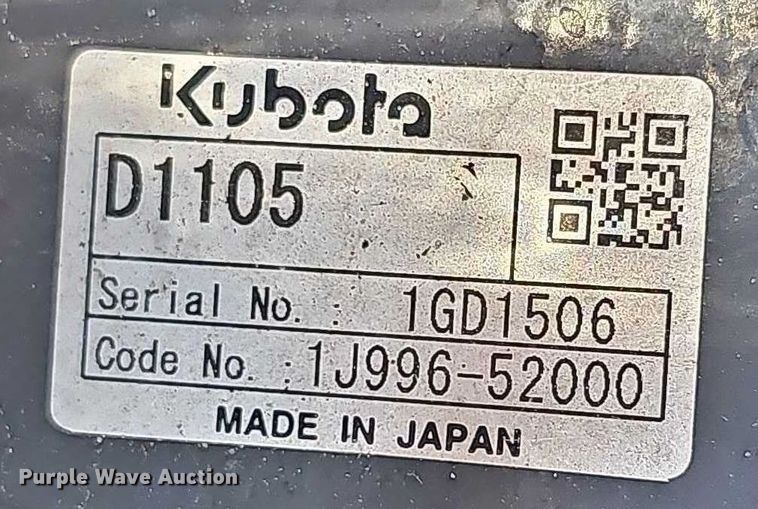 Kubota
D1105
Serial No. : 1GD1506
Code No. : 1J996-52000
MADE IN JAPAN
Purple Wave Auction